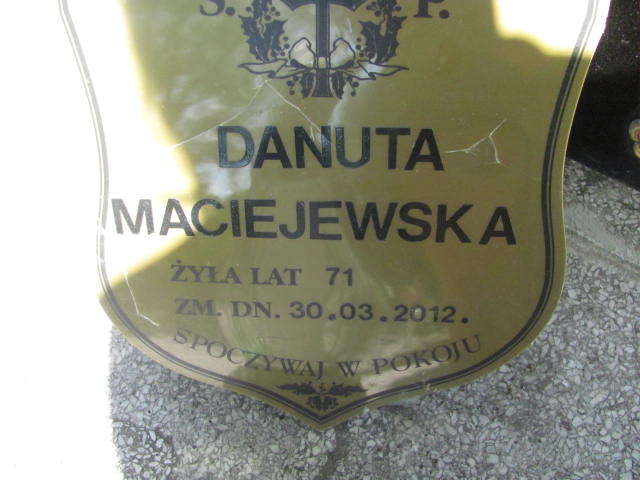 Ś. P.
DANUTA
MACIEJEWSKA
ŻYŁA LAT 71
ZM. DN. 30.03.2012.
SPOCZYWAJ W POKOJU